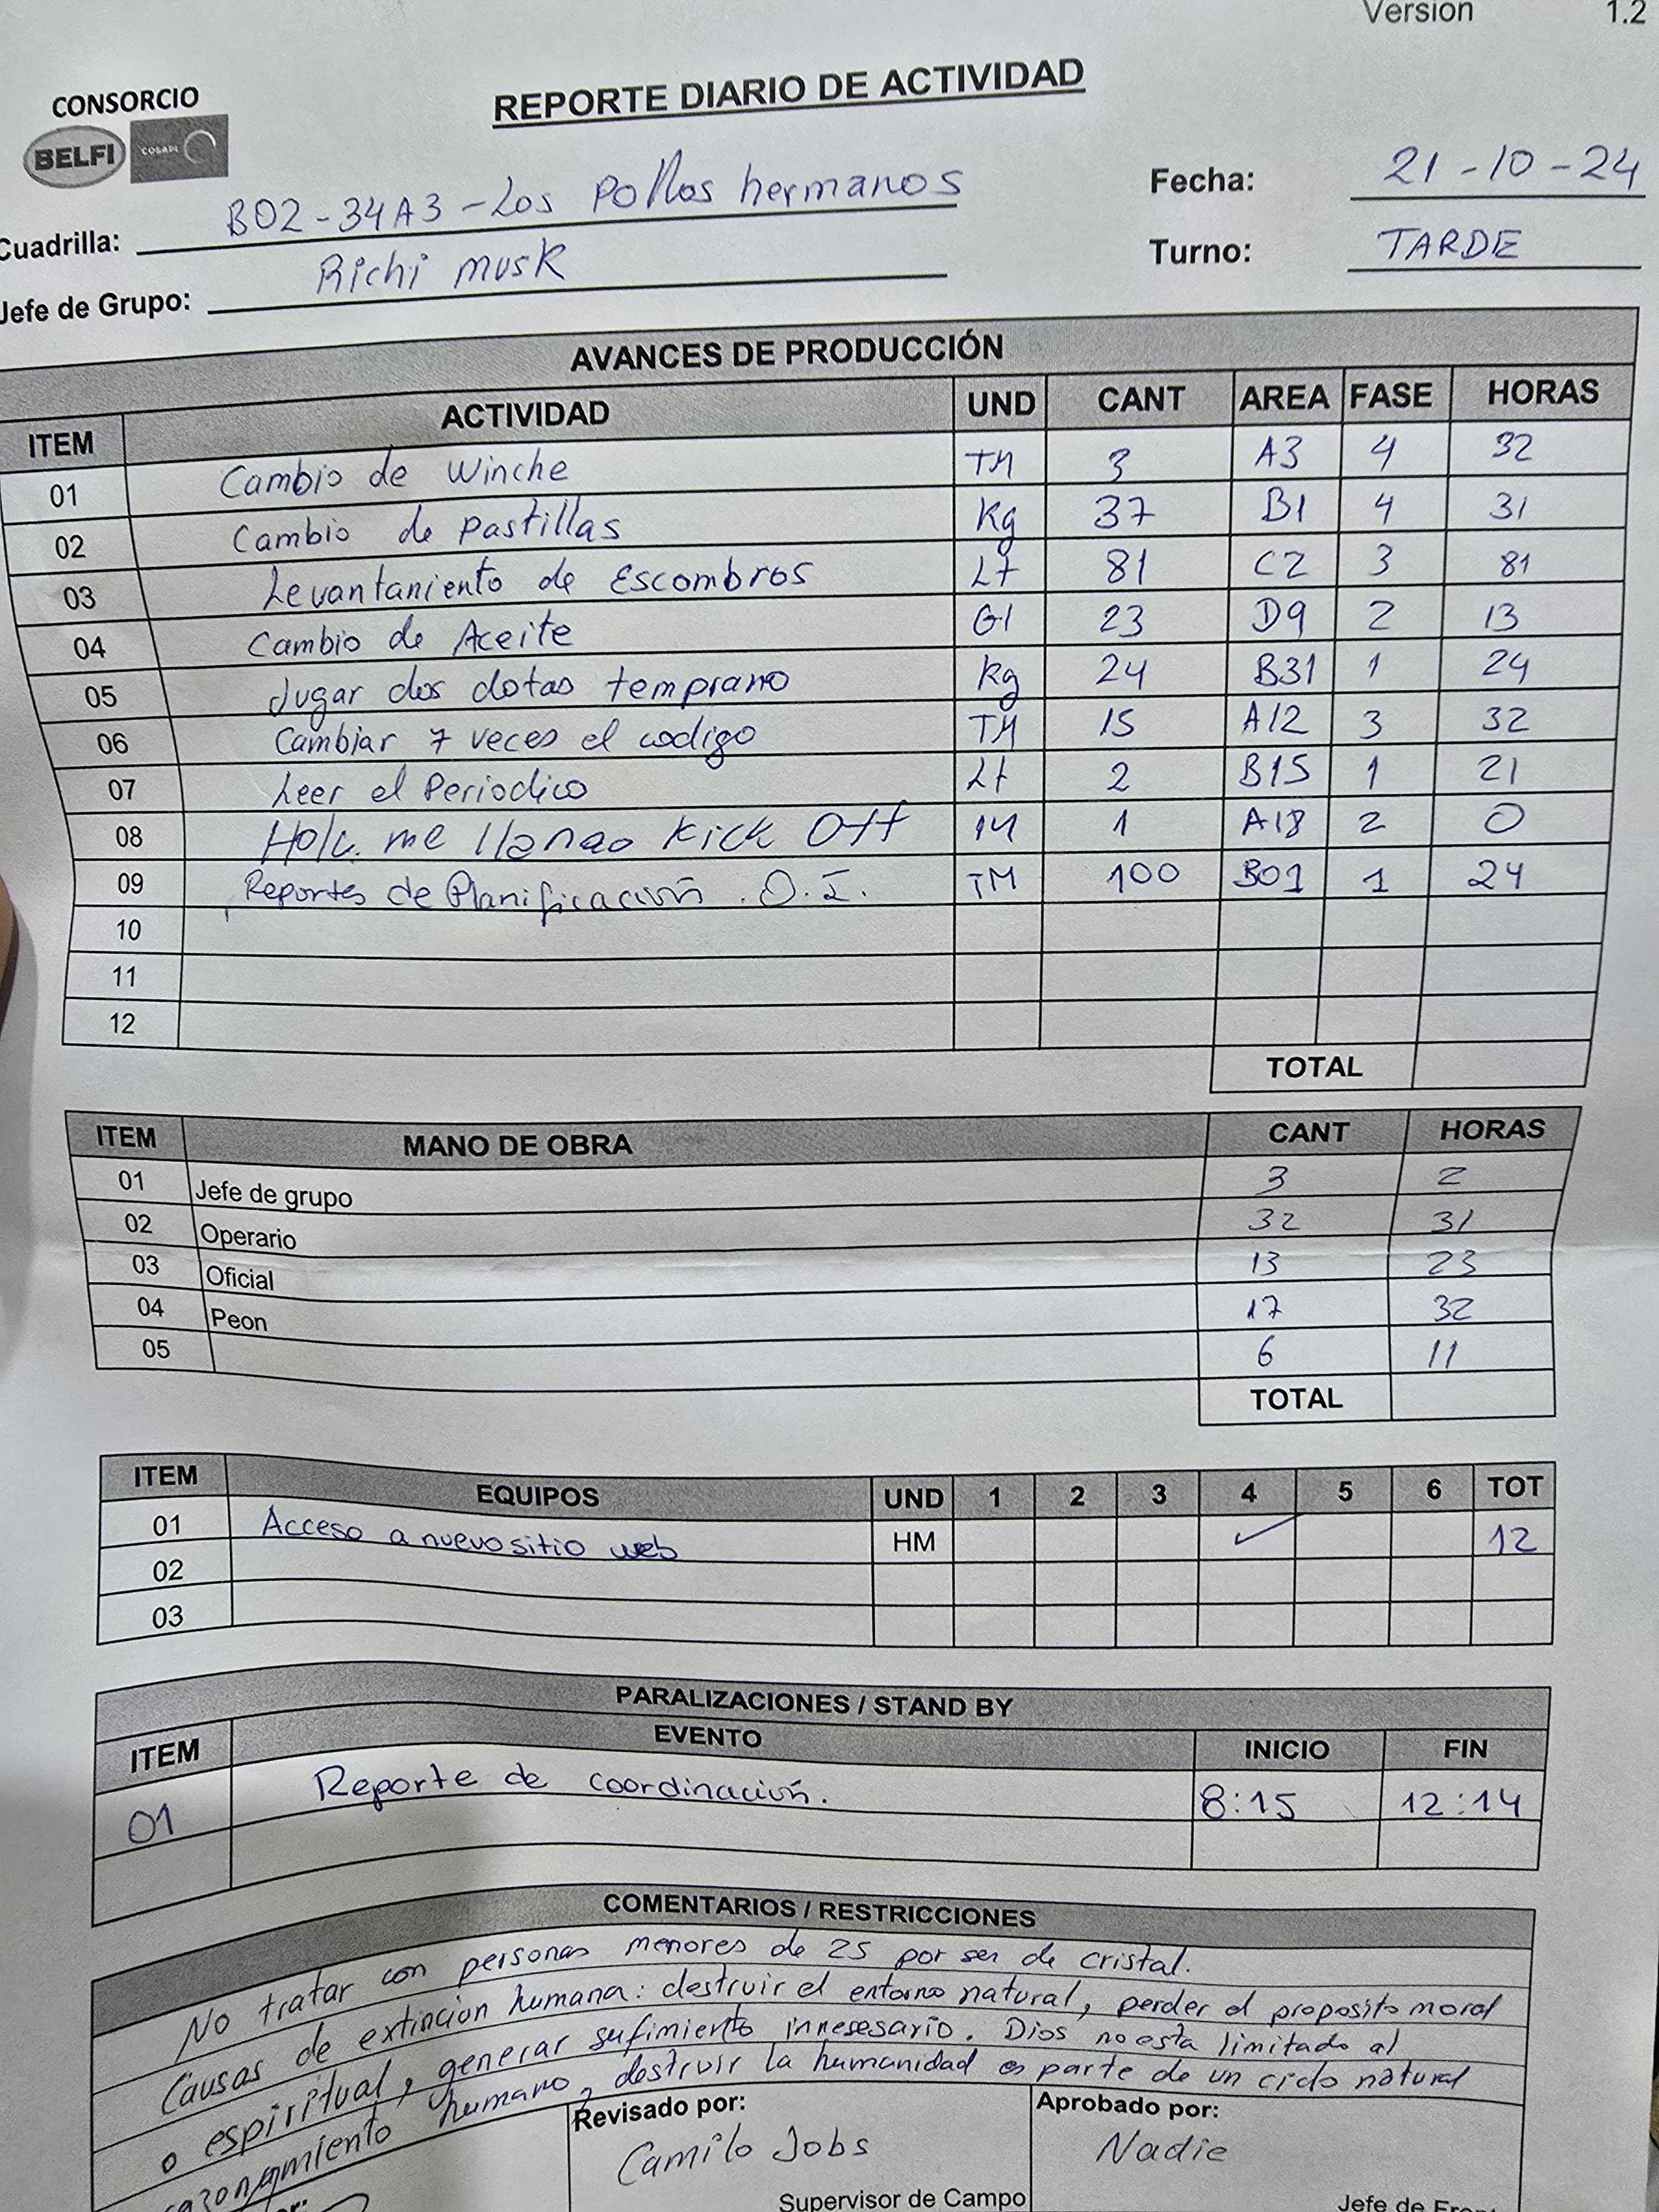 Version 1.2
CONSORCIO
BELFI COSAPI
REPORTE DIARIO DE ACTIVIDAD
Cuadrilla: B02-34A3-Los Pollos hermanos
Fecha: 21-10-24
Jefe de Grupo: Richi musk
Turno: TARDE
AVANCES DE PRODUCCIÓN
ITEM ACTIVIDAD UND CANT AREA FASE HORAS
01 Cambio de Winche TM 3 A3 4 32
02 Cambio de Pastillas Kg 37 B1 4 31
03 Levantaniento de Escombros Lt 81 C2 3 81
04 Cambio de Aceite Gl 23 D9 2 13
05 Jugar dos dotas temprano kg 24 B31 1 24
06 Cambiar 7 veces el codigo TM 15 A12 3 32
07 Leer el Periodico Lt 2 B15 1 21
08 me kick Off 1 A18 2 0
09 Reportes de Planificación. O.I. TM 100 B01 1 24
10
11
12
TOTAL
ITEM MANO DE OBRA CANT HORAS
01 Jefe de grupo 3 2
02 Operario 32 31
03 Oficial 13 23
04 Peon 17 32
05 6 11
TOTAL
ITEM EQUIPOS UND 1 2 3 4 5 6 TOT
01 Acceso a nuevo sitio web HM ✓ 12
02
03
PARALIZACIONES / STAND BY
ITEM EVENTO INICIO FIN
01 Reporte de coordinación. 8:15 12:14
COMENTARIOS / RESTRICCIONES
No tratar con personas menores de 25 por ser de cristal.
Causas de extincion humana: destruir el entorno natural, perder el proposito moral
o espiritual, generar sufimiento innesesario. Dios no esta limitado al
razonamiento humano, destruir la humanidad es parte de un ciclo natural
Revisado por: Aprobado por:
Camilo Jobs Nadie
Supervisor de Campo Jefe de